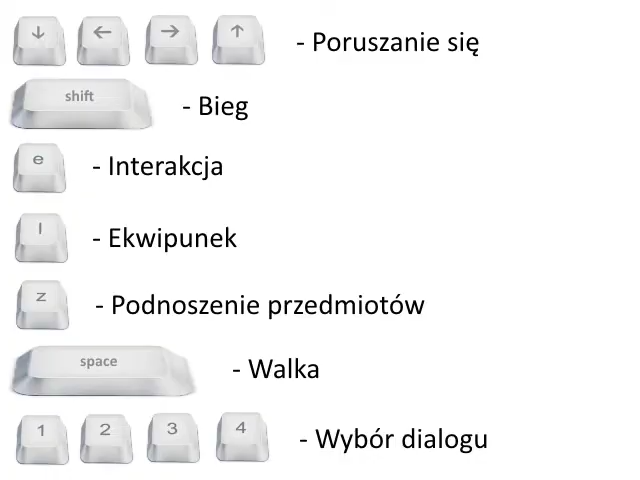 ↓ ← → ↑ - Poruszanie się
shift - Bieg
e - Interakcja
I - Ekwipunek
z - Podnoszenie przedmiotów
space - Walka
1 2 3 4 - Wybór dialogu